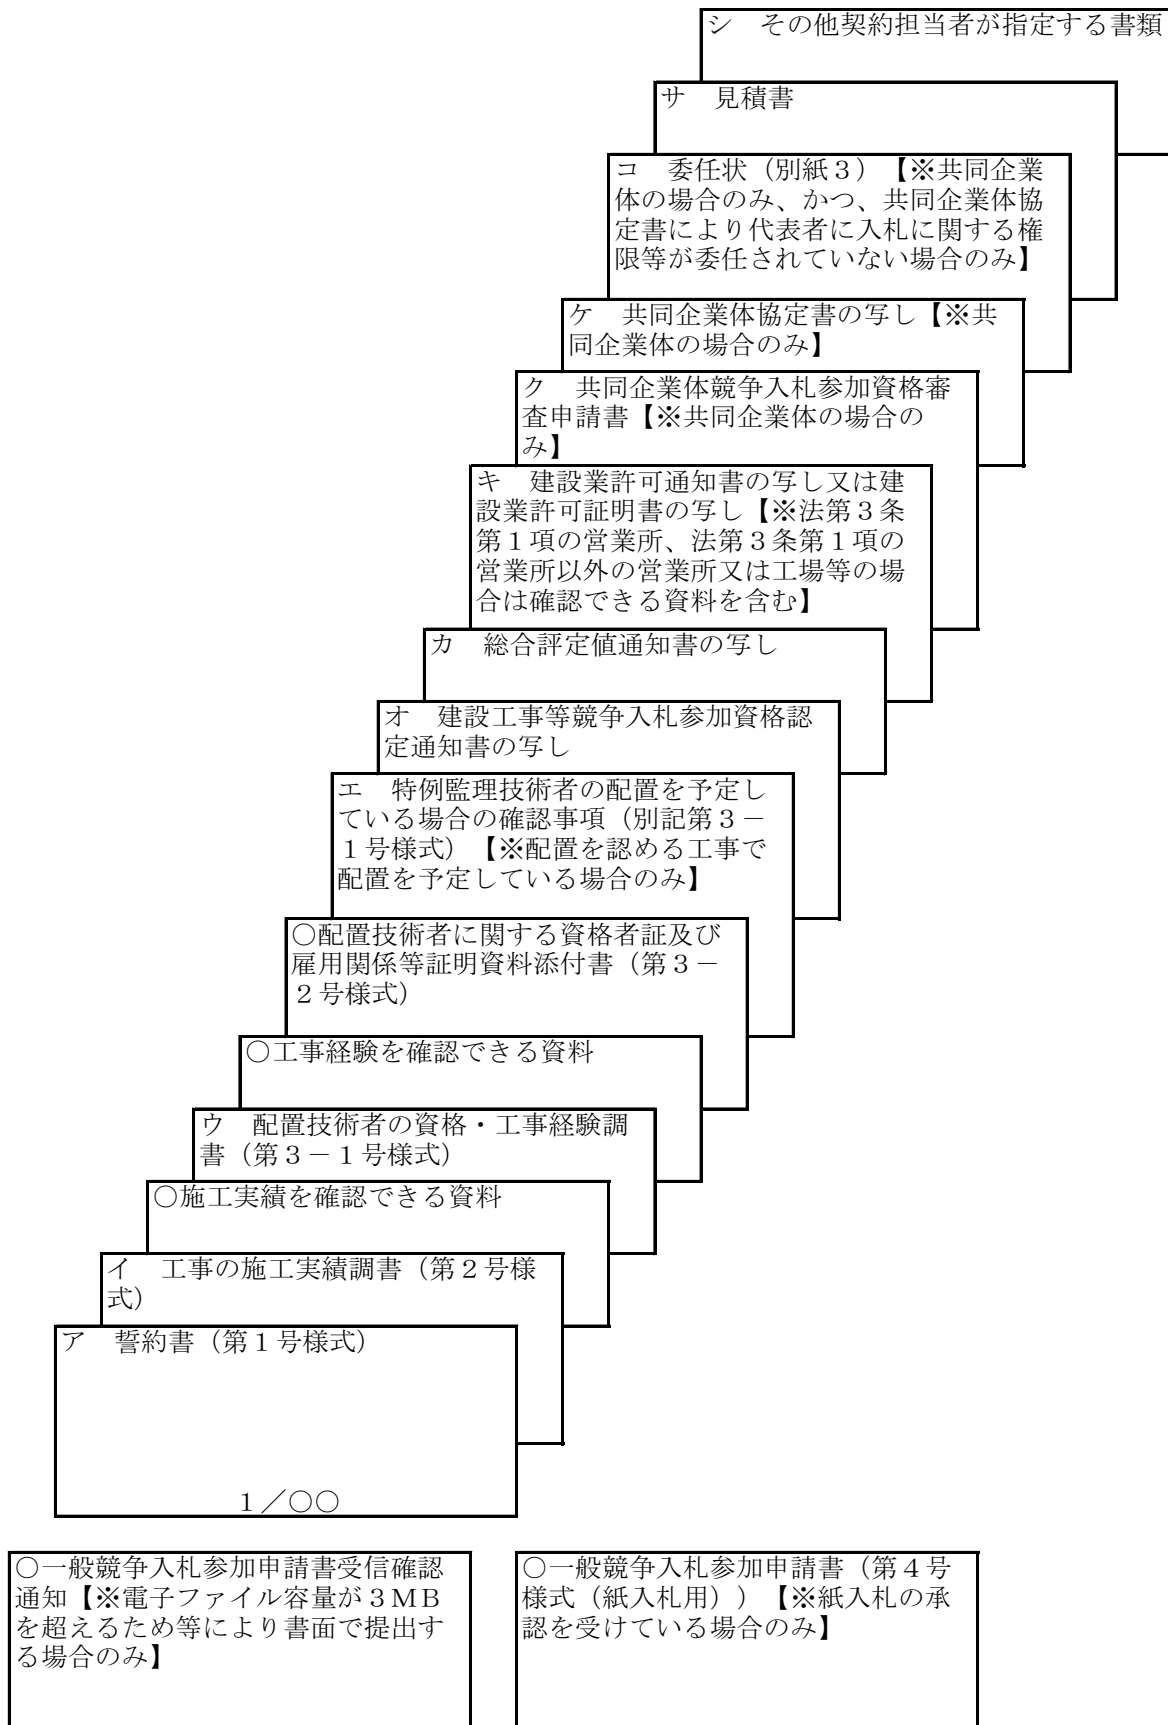 シ　その他契約担当者が指定する書類
サ　見積書
コ　委任状（別紙３）【※共同企業
体の場合のみ、かつ、共同企業体協
定書により代表者に入札に関する権
限等が委任されていない場合のみ】
ケ　共同企業体協定書の写し【※共
同企業体の場合のみ】
ク　共同企業体競争入札参加資格審
査申請書【※共同企業体の場合の
み】
キ　建設業許可通知書の写し又は建
設業許可証明書の写し【※法第３条
第１項の営業所、法第３条第１項の
営業所以外の営業所又は工場等の場
合は確認できる資料を含む】
カ　総合評定値通知書の写し
オ　建設工事等競争入札参加資格認
定通知書の写し
エ　特例監理技術者の配置を予定し
ている場合の確認事項（別記第３－
１号様式）【※配置を認める工事で
配置を予定している場合のみ】
○配置技術者に関する資格者証及び
雇用関係等証明資料添付書（第３－
２号様式）
○工事経験を確認できる資料
ウ　配置技術者の資格・工事経験調
書（第３－１号様式）
○施工実績を確認できる資料
イ　工事の施工実績調書（第２号様
式）
ア　誓約書（第１号様式）
１／○○
○一般競争入札参加申請書受信確認
通知【※電子ファイル容量が３ＭＢ
を超えるため等により書面で提出す
る場合のみ】
○一般競争入札参加申請書（第４号
様式（紙入札用））【※紙入札の承
認を受けている場合のみ】